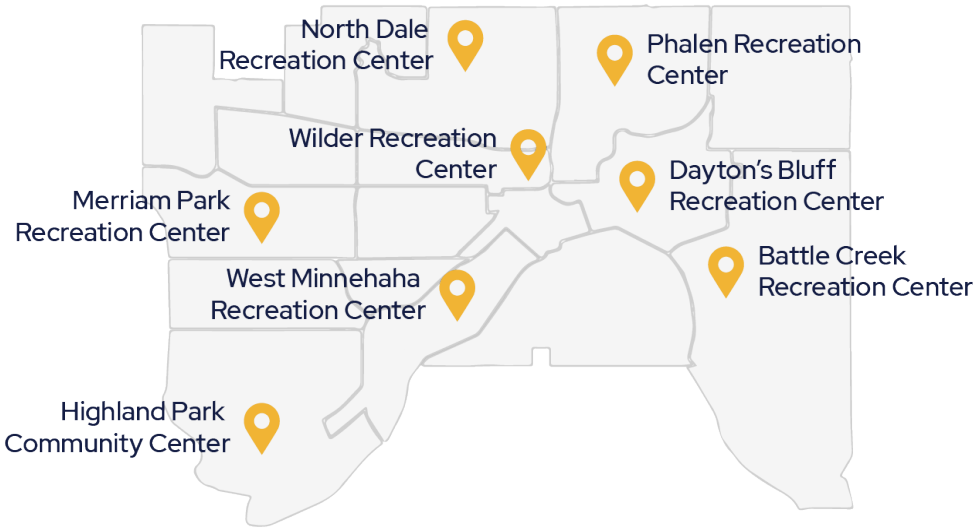 North Dale
Recreation Center
Phalen Recreation
Center
Wilder Recreation
Center
Dayton’s Bluff
Recreation Center
Merriam Park
Recreation Center
Battle Creek
Recreation Center
West Minnehaha
Recreation Center
Highland Park
Community Center